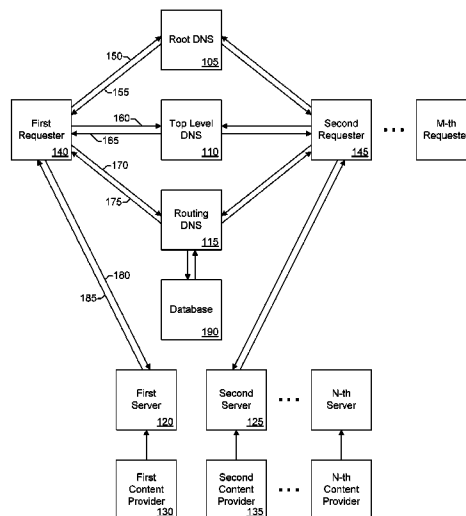 150
155
Root DNS
105
First
Requester
140
160
165
Top Level
DNS
110
Second
Requester
145
M-th
Requester
170
175
Routing
DNS
115
180
185
Database
190
First
Server
120
Second
Server
125
N-th
Server
First
Content
Provider
130
Second
Content
Provider
135
N-th
Content
Provider